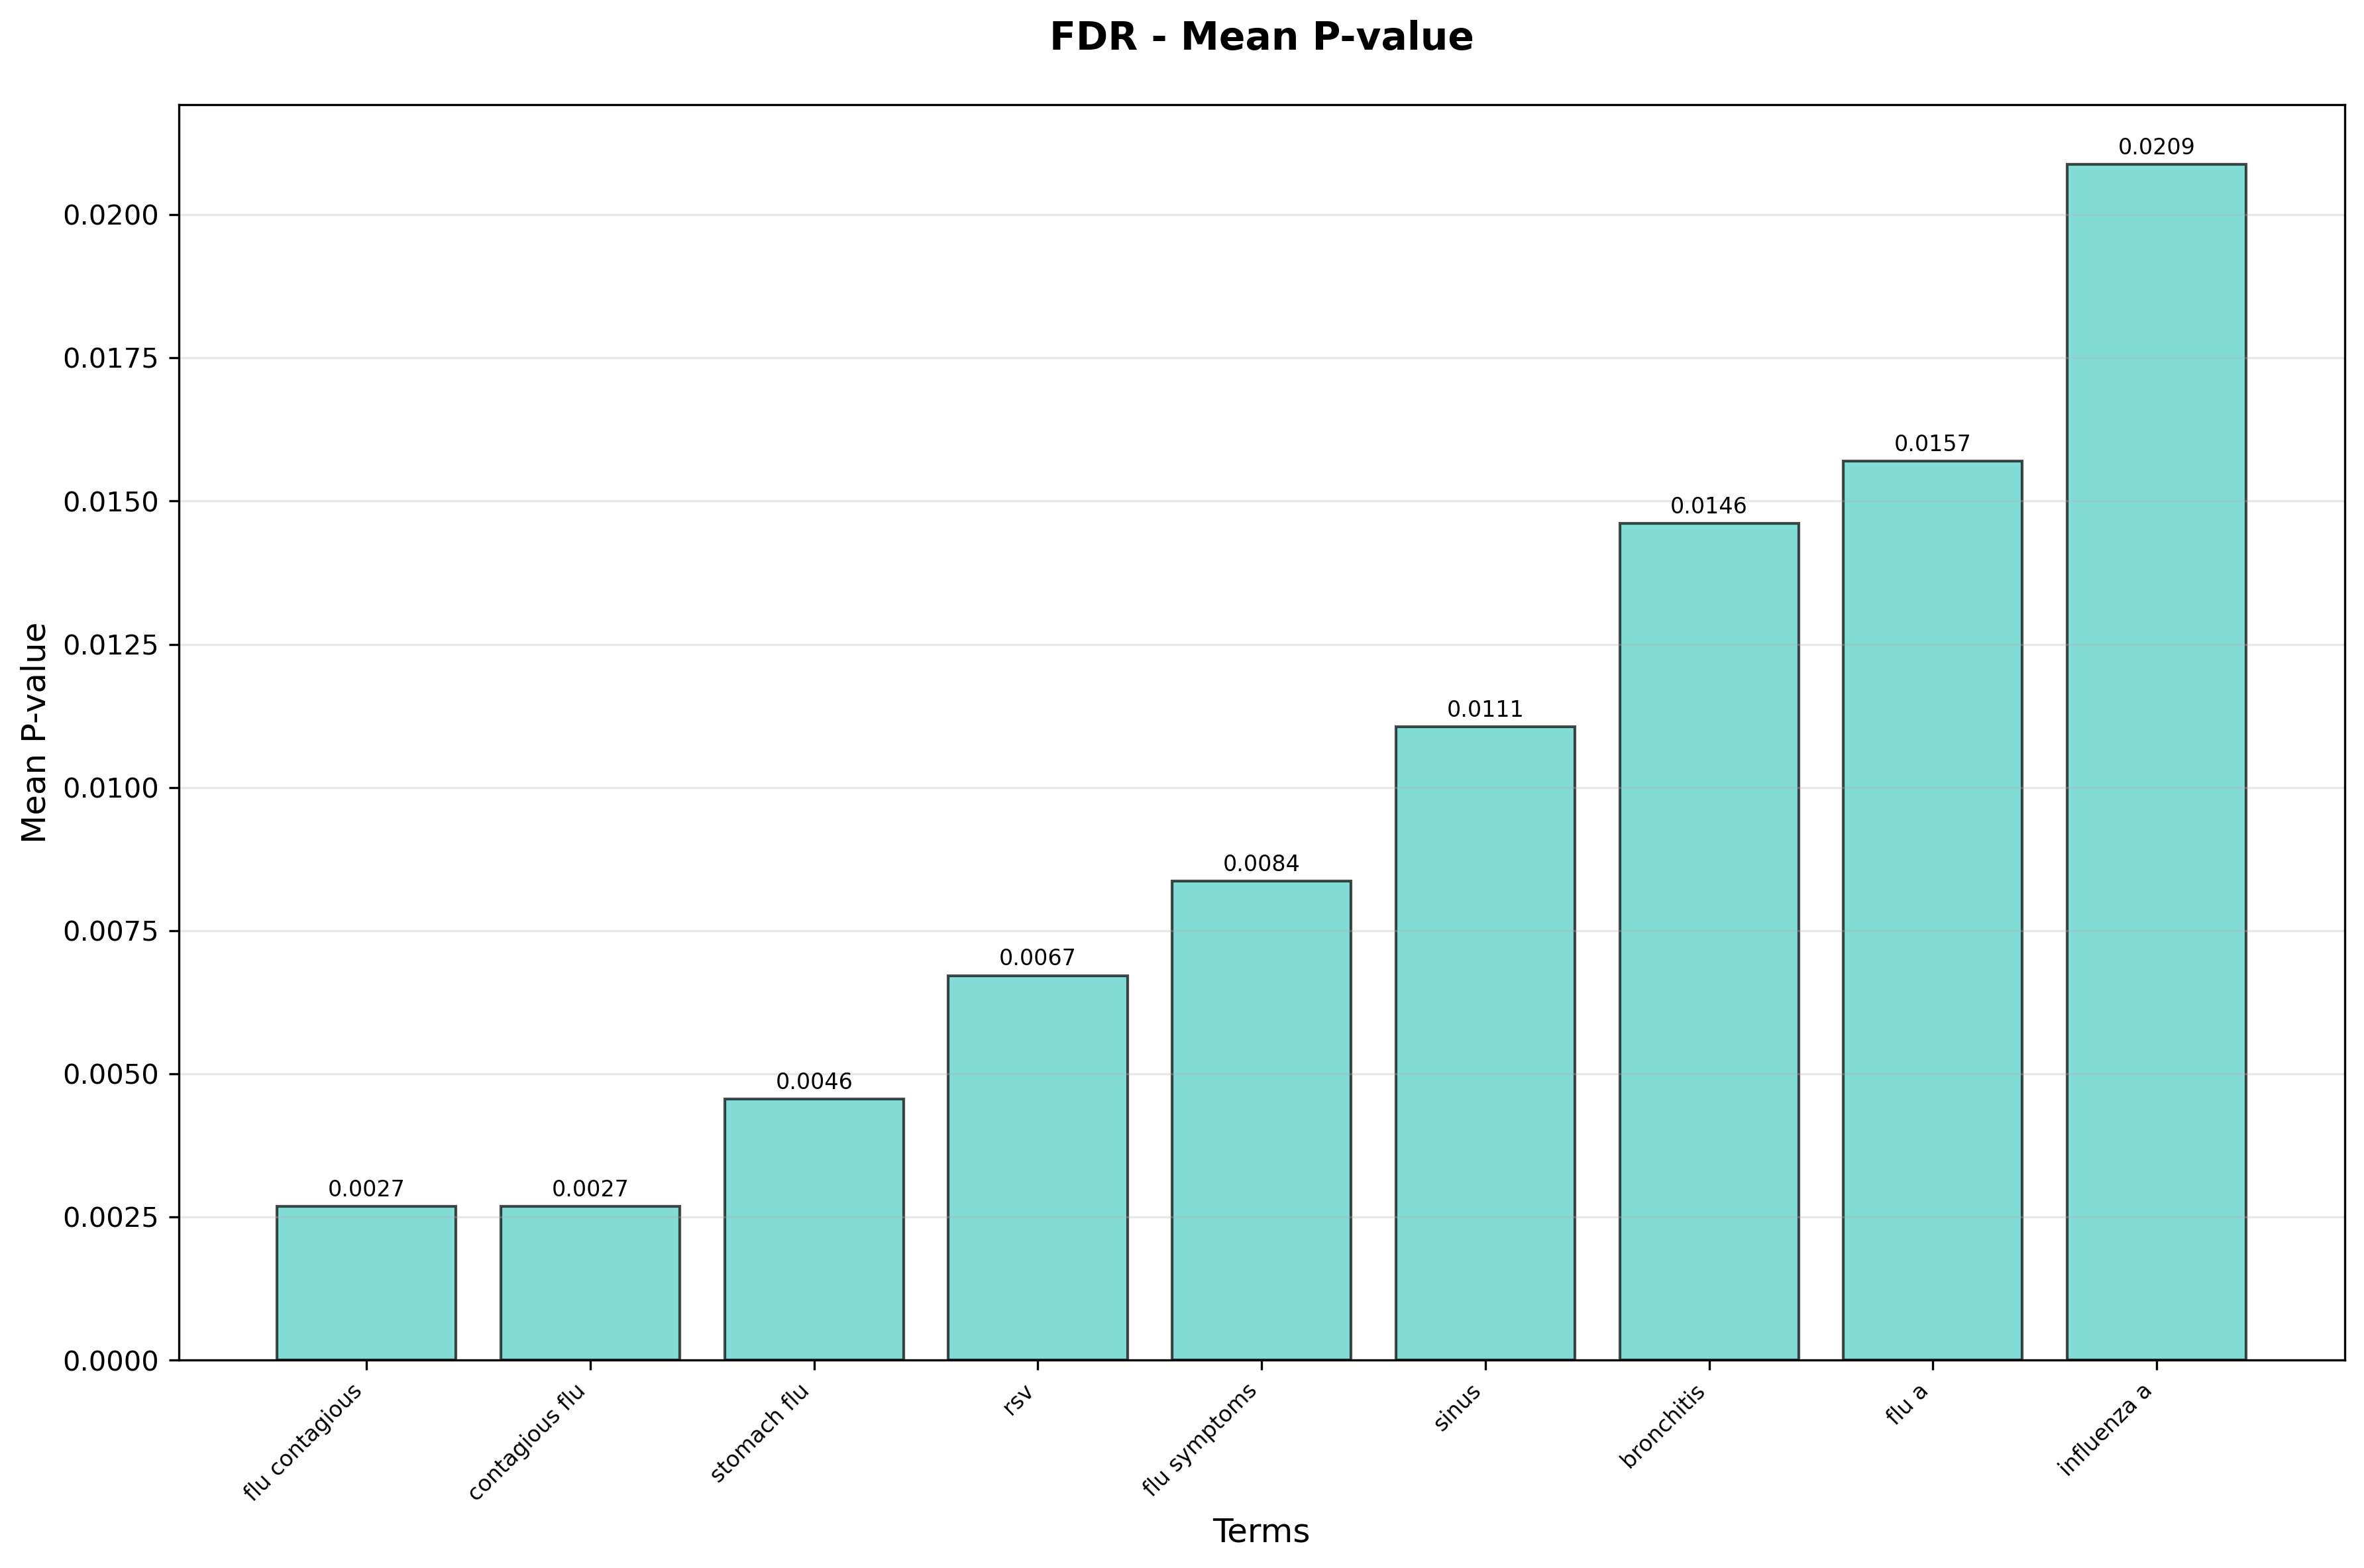 FDR - Mean P-value
Mean P-value
0.0200
0.0175
0.0150
0.0125
0.0100
0.0075
0.0050
0.0025
0.0000
0.0027
0.0027
0.0046
0.0067
0.0084
0.0111
0.0146
0.0157
0.0209
flu contagious
contagious flu
stomach flu
rsv
flu symptoms
sinus
bronchitis
flu a
influenza a
Terms